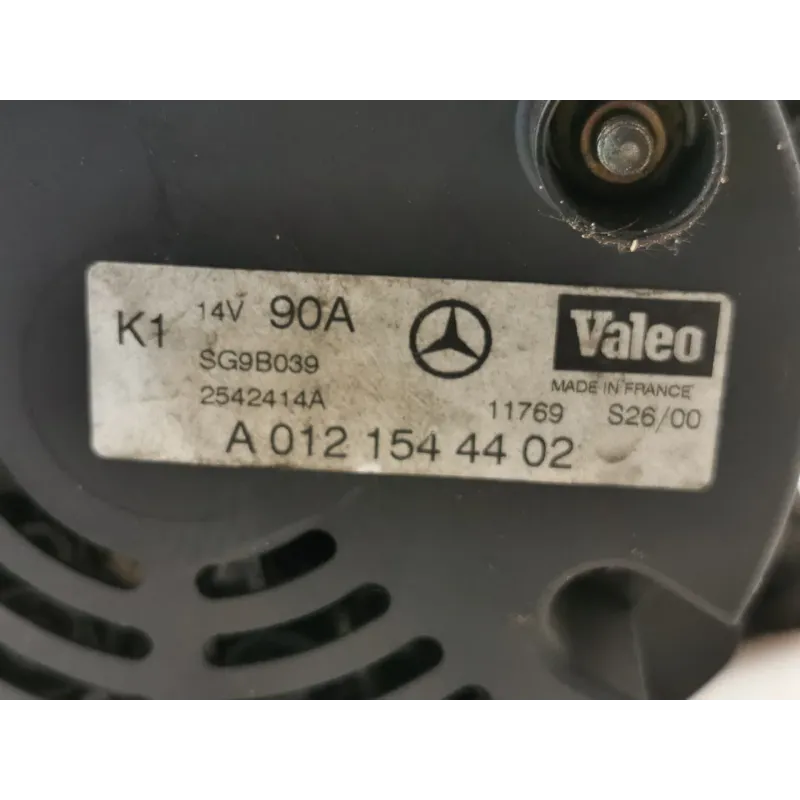 K1 14V 90A Valeo
SG9B039 MADE IN FRANCE
2542414A 11769 S26/00
A 012 154 44 02